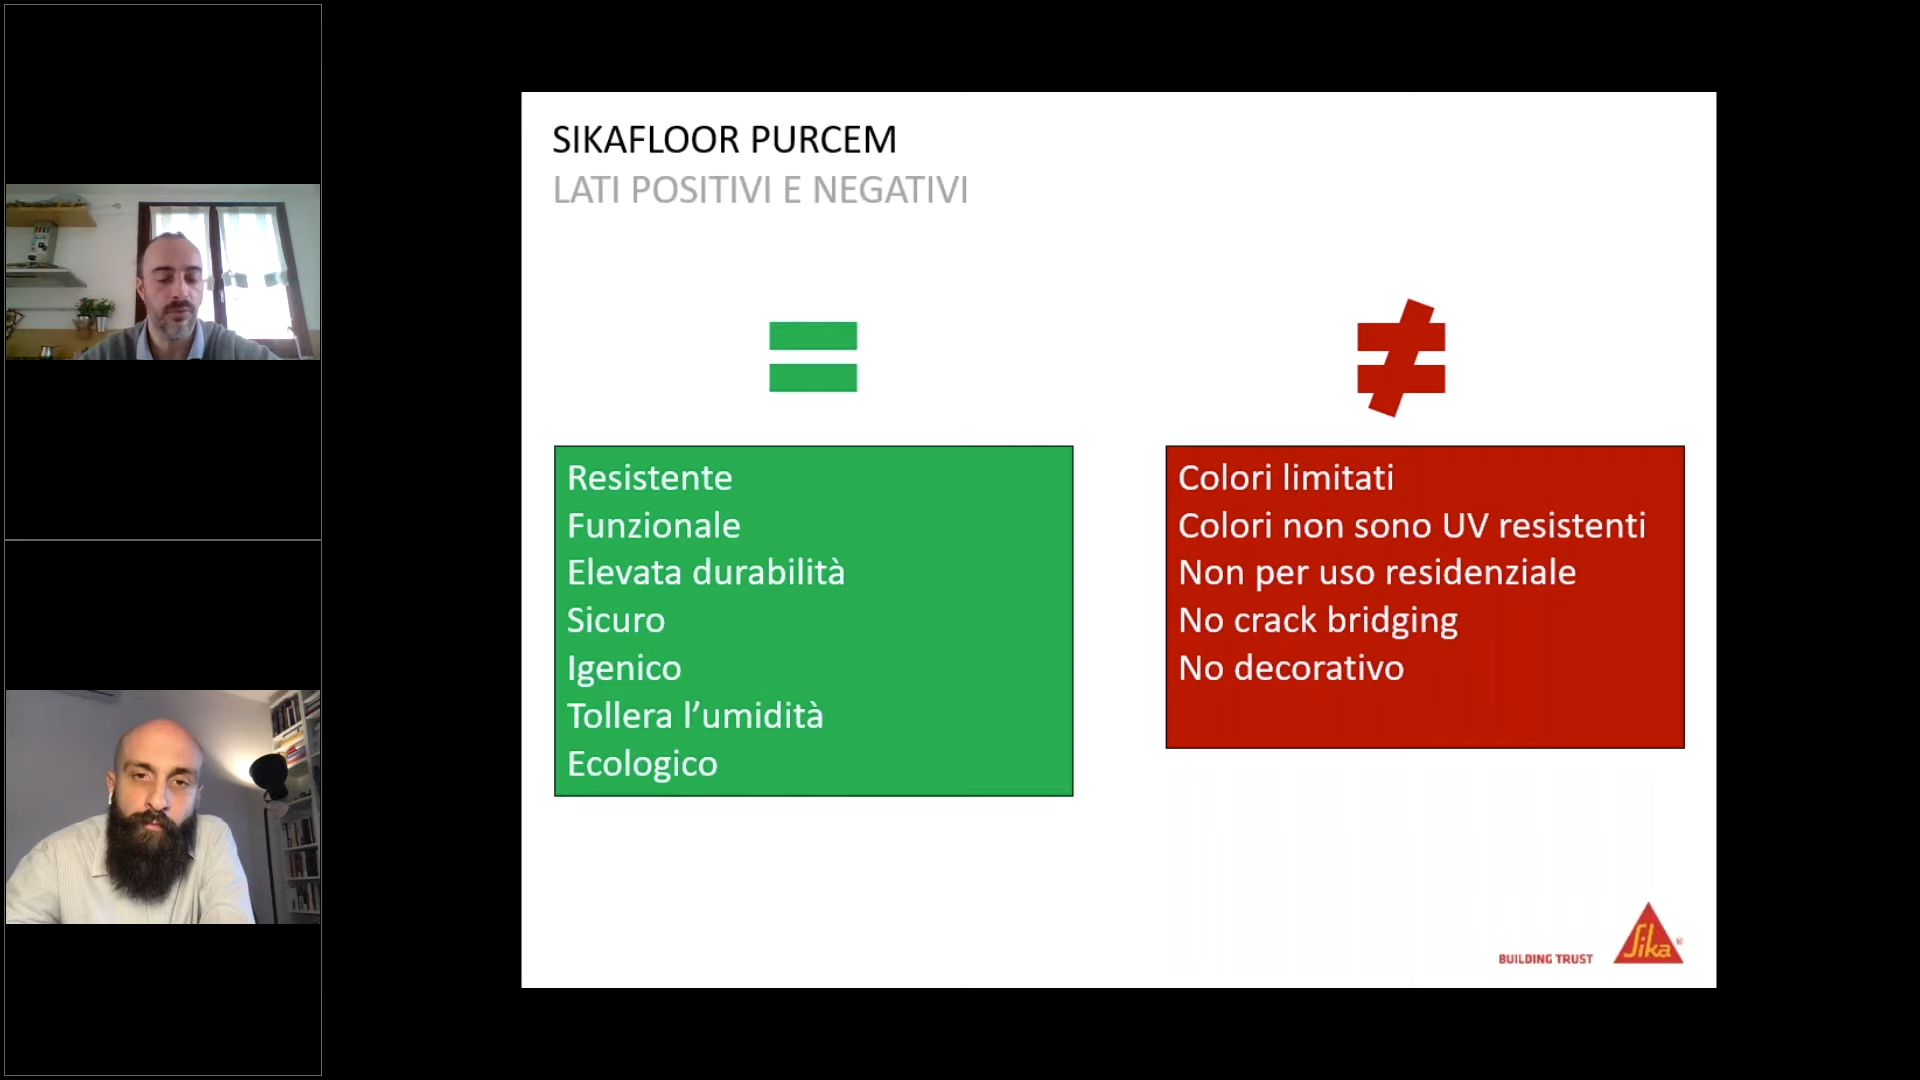 SIKAFLOOR PURCEM
LATI POSITIVI E NEGATIVI
Resistente
Funzionale
Elevata durabilità
Sicuro
Igenico
Tollera l’umidità
Ecologico
Colori limitati
Colori non sono UV resistenti
Non per uso residenziale
No crack bridging
No decorativo
BUILDING TRUST
Sika®